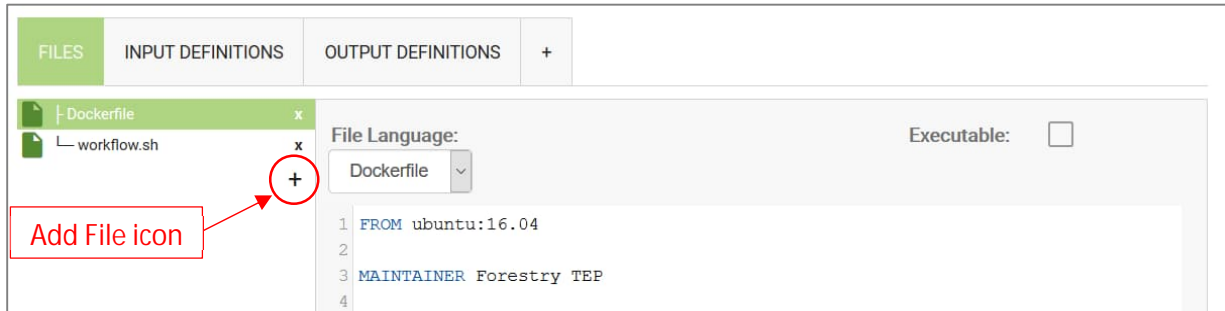 FILES INPUT DEFINITIONS OUTPUT DEFINITIONS +
├ Dockerfile x
└─ workflow.sh x
+
Add File icon
File Language: Executable:
Dockerfile
1 FROM ubuntu:16.04
2
3 MAINTAINER Forestry TEP
4